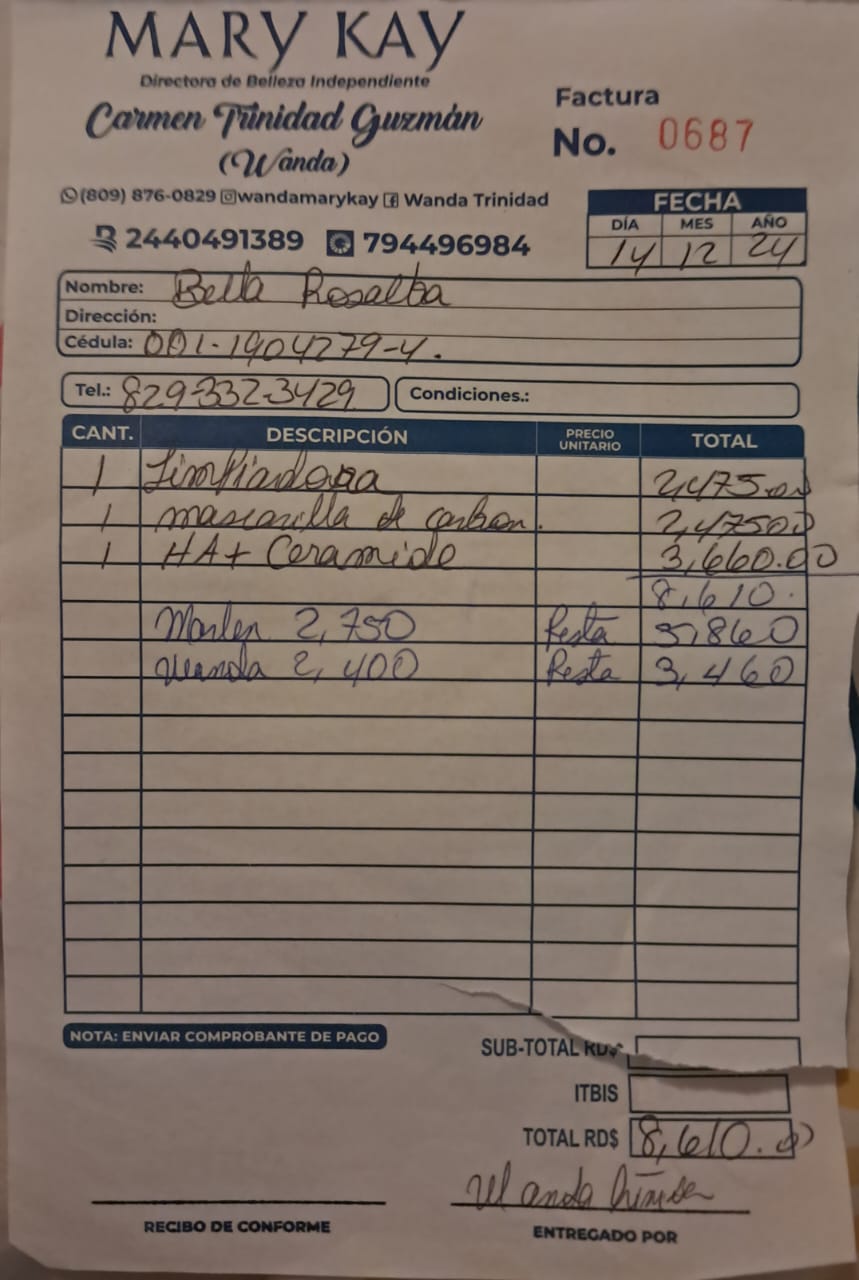 MARY KAY
Directora de Belleza Independiente
Carmen Trinidad Guzmán
(Wanda)
Factura
No. 0687
(809) 876-0829 wandamarykay Wanda Trinidad
2440491389 794496984
FECHA
DÍA MES AÑO
14 12 24
Nombre: Bella Rosalba
Dirección:
Cédula: 001-1904279-4.
Tel.: 829-332-3429 Condiciones.:
CANT. DESCRIPCIÓN PRECIO UNITARIO TOTAL
1 Limpiadora 2,475.00
1 mascarilla de carbon. 2,47500
1 HA+ Ceramide 3,660.00
8,610.
Marlen 2,750 Resta 5,860
Wanda 2,400 Resta 3,460
NOTA: ENVIAR COMPROBANTE DE PAGO
SUB-TOTAL RD$
ITBIS
TOTAL RD$ 8,610.00
Wanda
RECIBO DE CONFORME
ENTREGADO POR